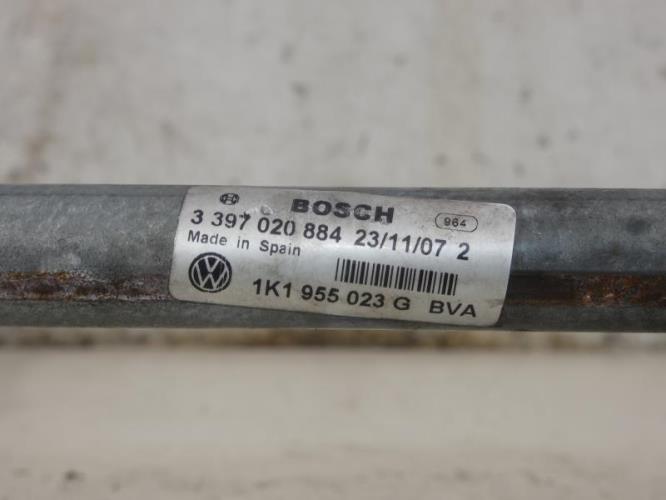 BOSCH 964
3 397 020 884 23/11/07 2
Made in Spain
1K1 955 023 G BVA